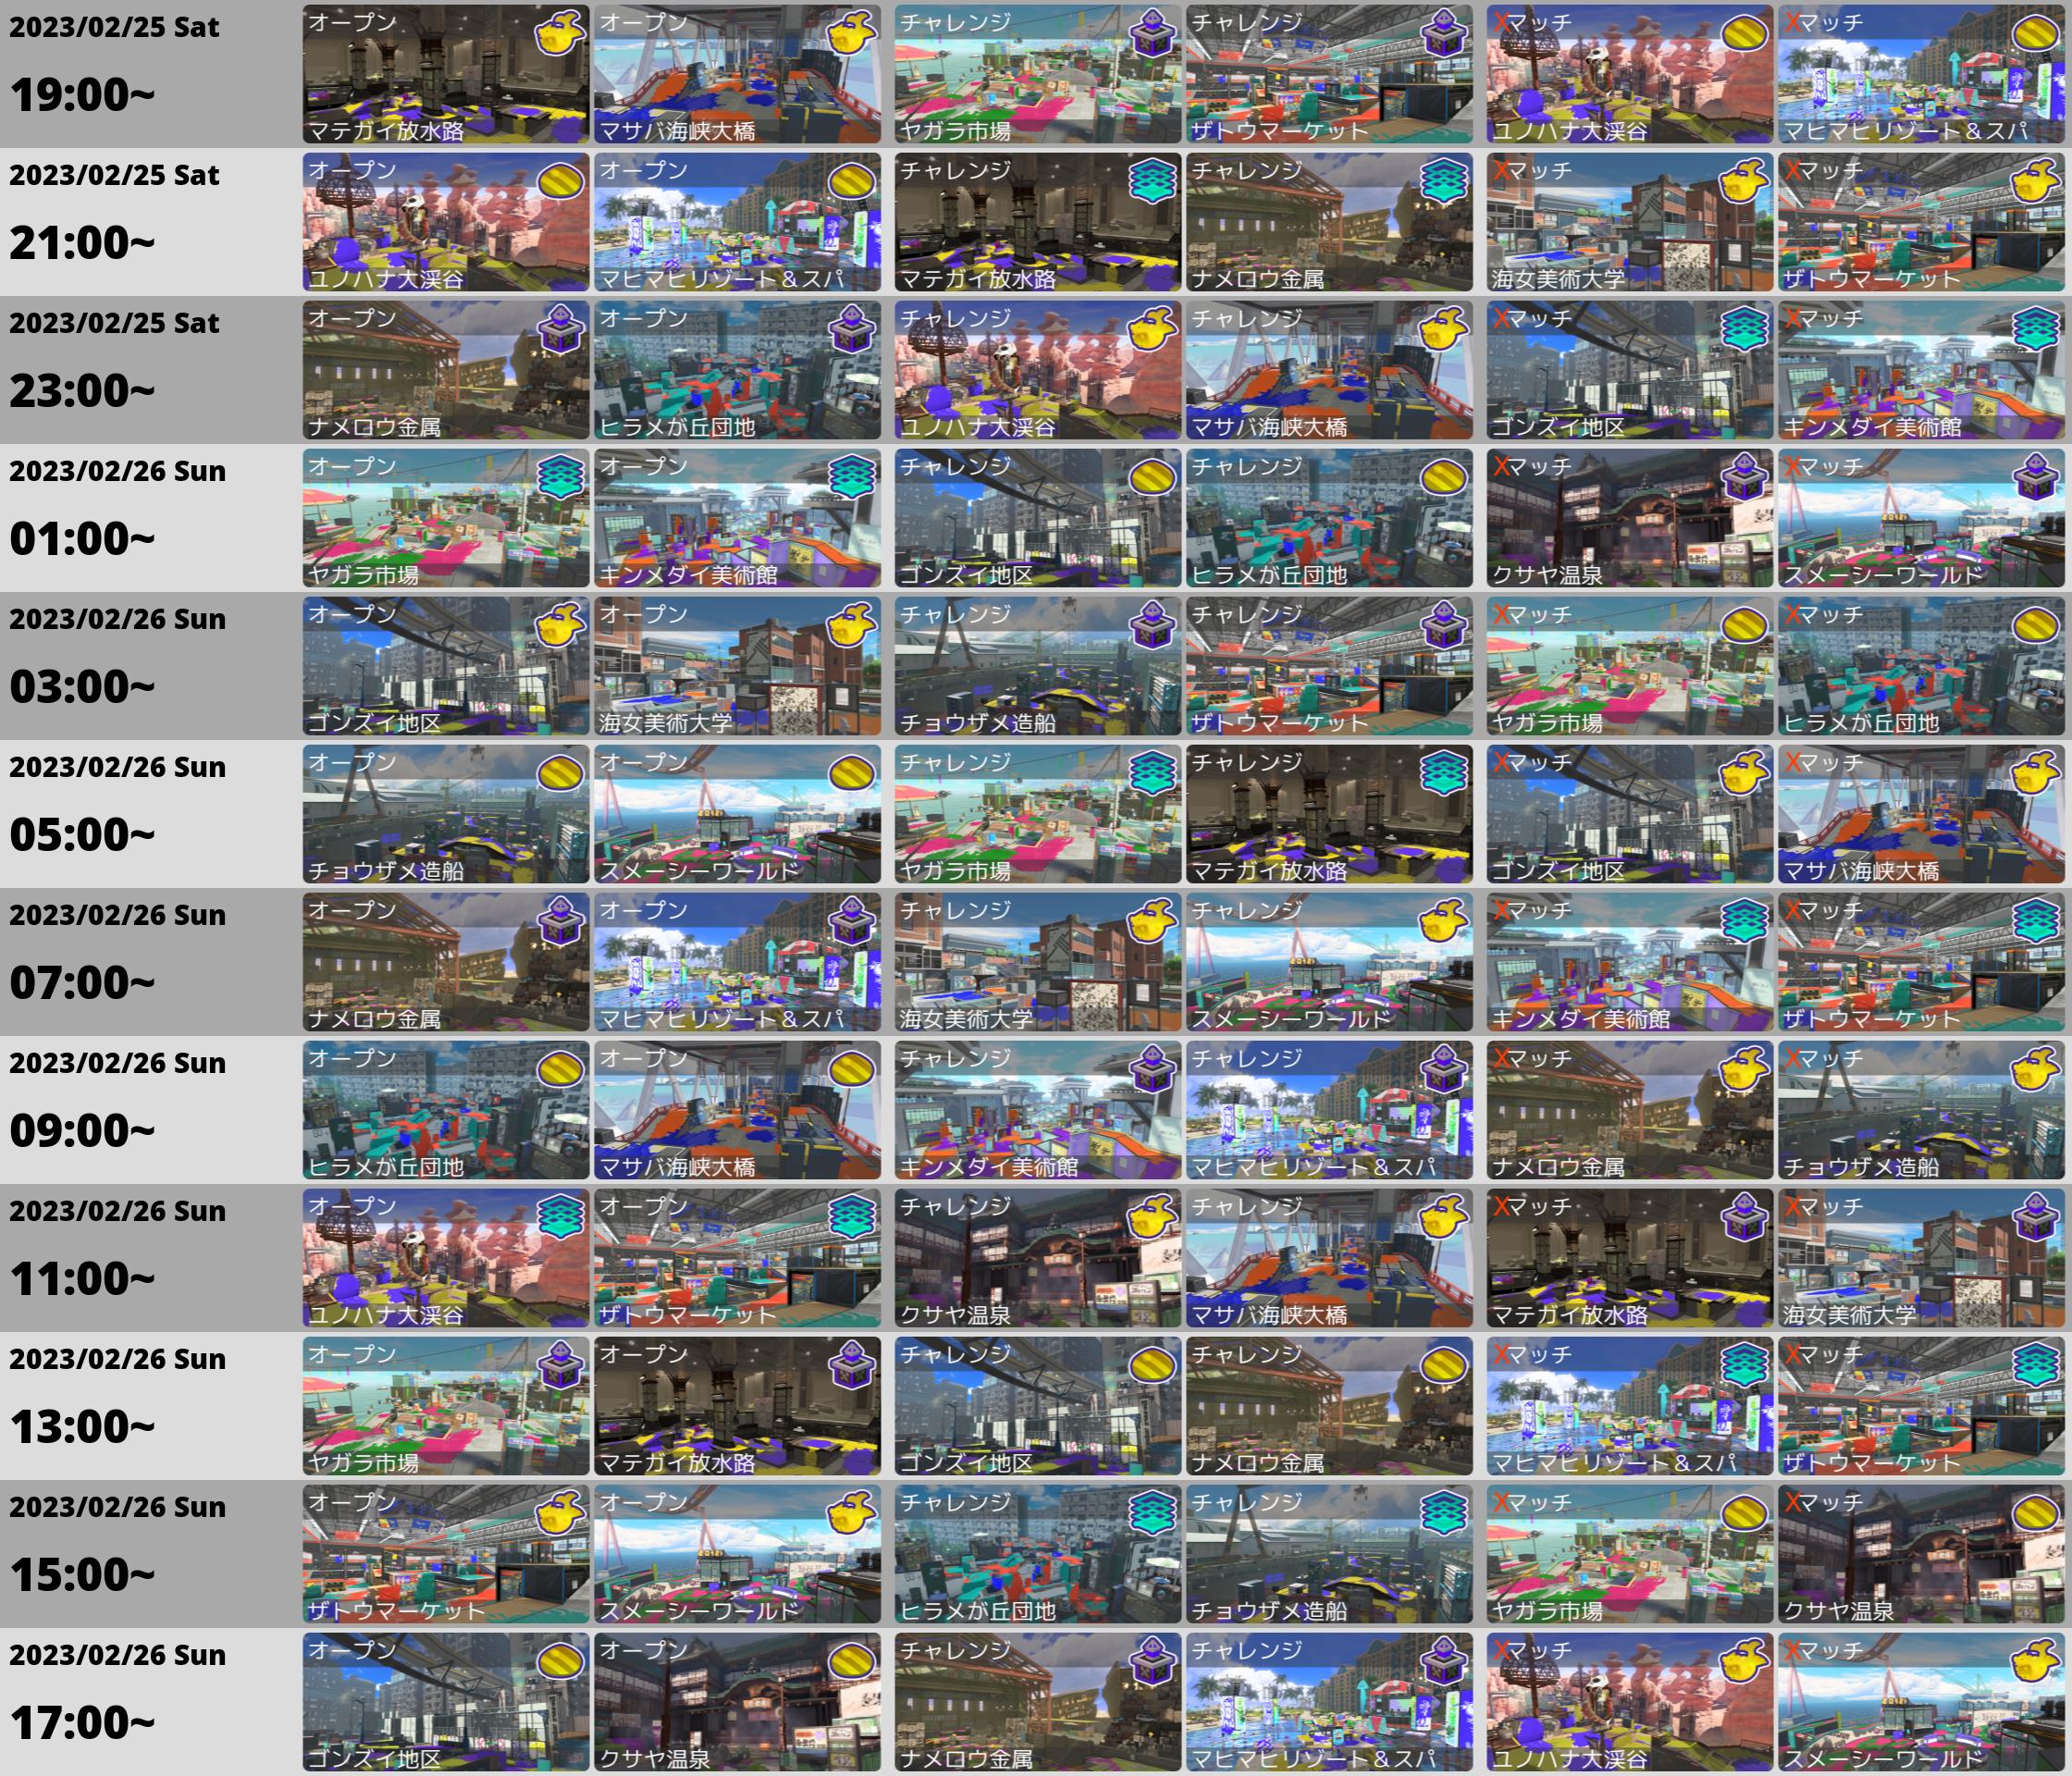 2023/02/25 Sat
19:00~
オープン オープン チャレンジ チャレンジ Xマッチ Xマッチ
マテガイ放水路 マサバ海峡大橋 ヤガラ市場 ザトウマーケット ユノハナ大渓谷 マヒマヒリゾート＆スパ
2023/02/25 Sat
21:00~
オープン オープン チャレンジ チャレンジ Xマッチ Xマッチ
ユノハナ大渓谷 マヒマヒリゾート＆スパ マテガイ放水路 ナメロウ金属 海女美術大学 ザトウマーケット
2023/02/25 Sat
23:00~
オープン オープン チャレンジ チャレンジ Xマッチ Xマッチ
ナメロウ金属 ヒラメが丘団地 ユノハナ大渓谷 マサバ海峡大橋 ゴンズイ地区 キンメダイ美術館
2023/02/26 Sun
01:00~
オープン オープン チャレンジ チャレンジ Xマッチ Xマッチ
ヤガラ市場 キンメダイ美術館 ゴンズイ地区 ヒラメが丘団地 クサヤ温泉 スメーシーワールド
2023/02/26 Sun
03:00~
オープン オープン チャレンジ チャレンジ Xマッチ Xマッチ
ゴンズイ地区 海女美術大学 チョウザメ造船 ザトウマーケット ヤガラ市場 ヒラメが丘団地
2023/02/26 Sun
05:00~
オープン オープン チャレンジ チャレンジ Xマッチ Xマッチ
チョウザメ造船 スメーシーワールド ヤガラ市場 マテガイ放水路 ゴンズイ地区 マサバ海峡大橋
2023/02/26 Sun
07:00~
オープン オープン チャレンジ チャレンジ Xマッチ Xマッチ
ナメロウ金属 マヒマヒリゾート＆スパ 海女美術大学 スメーシーワールド キンメダイ美術館 ザトウマーケット
2023/02/26 Sun
09:00~
オープン オープン チャレンジ チャレンジ Xマッチ Xマッチ
ヒラメが丘団地 マサバ海峡大橋 キンメダイ美術館 マヒマヒリゾート＆スパ ナメロウ金属 チョウザメ造船
2023/02/26 Sun
11:00~
オープン オープン チャレンジ チャレンジ Xマッチ Xマッチ
ユノハナ大渓谷 ザトウマーケット クサヤ温泉 マサバ海峡大橋 マテガイ放水路 海女美術大学
2023/02/26 Sun
13:00~
オープン オープン チャレンジ チャレンジ Xマッチ Xマッチ
ヤガラ市場 マテガイ放水路 ゴンズイ地区 ナメロウ金属 マヒマヒリゾート＆スパ ザトウマーケット
2023/02/26 Sun
15:00~
オープン オープン チャレンジ チャレンジ Xマッチ Xマッチ
ザトウマーケット スメーシーワールド ヒラメが丘団地 チョウザメ造船 ヤガラ市場 クサヤ温泉
2023/02/26 Sun
17:00~
オープン オープン チャレンジ チャレンジ Xマッチ Xマッチ
ゴンズイ地区 クサヤ温泉 ナメロウ金属 マヒマヒリゾート＆スパ ユノハナ大渓谷 スメーシーワールド